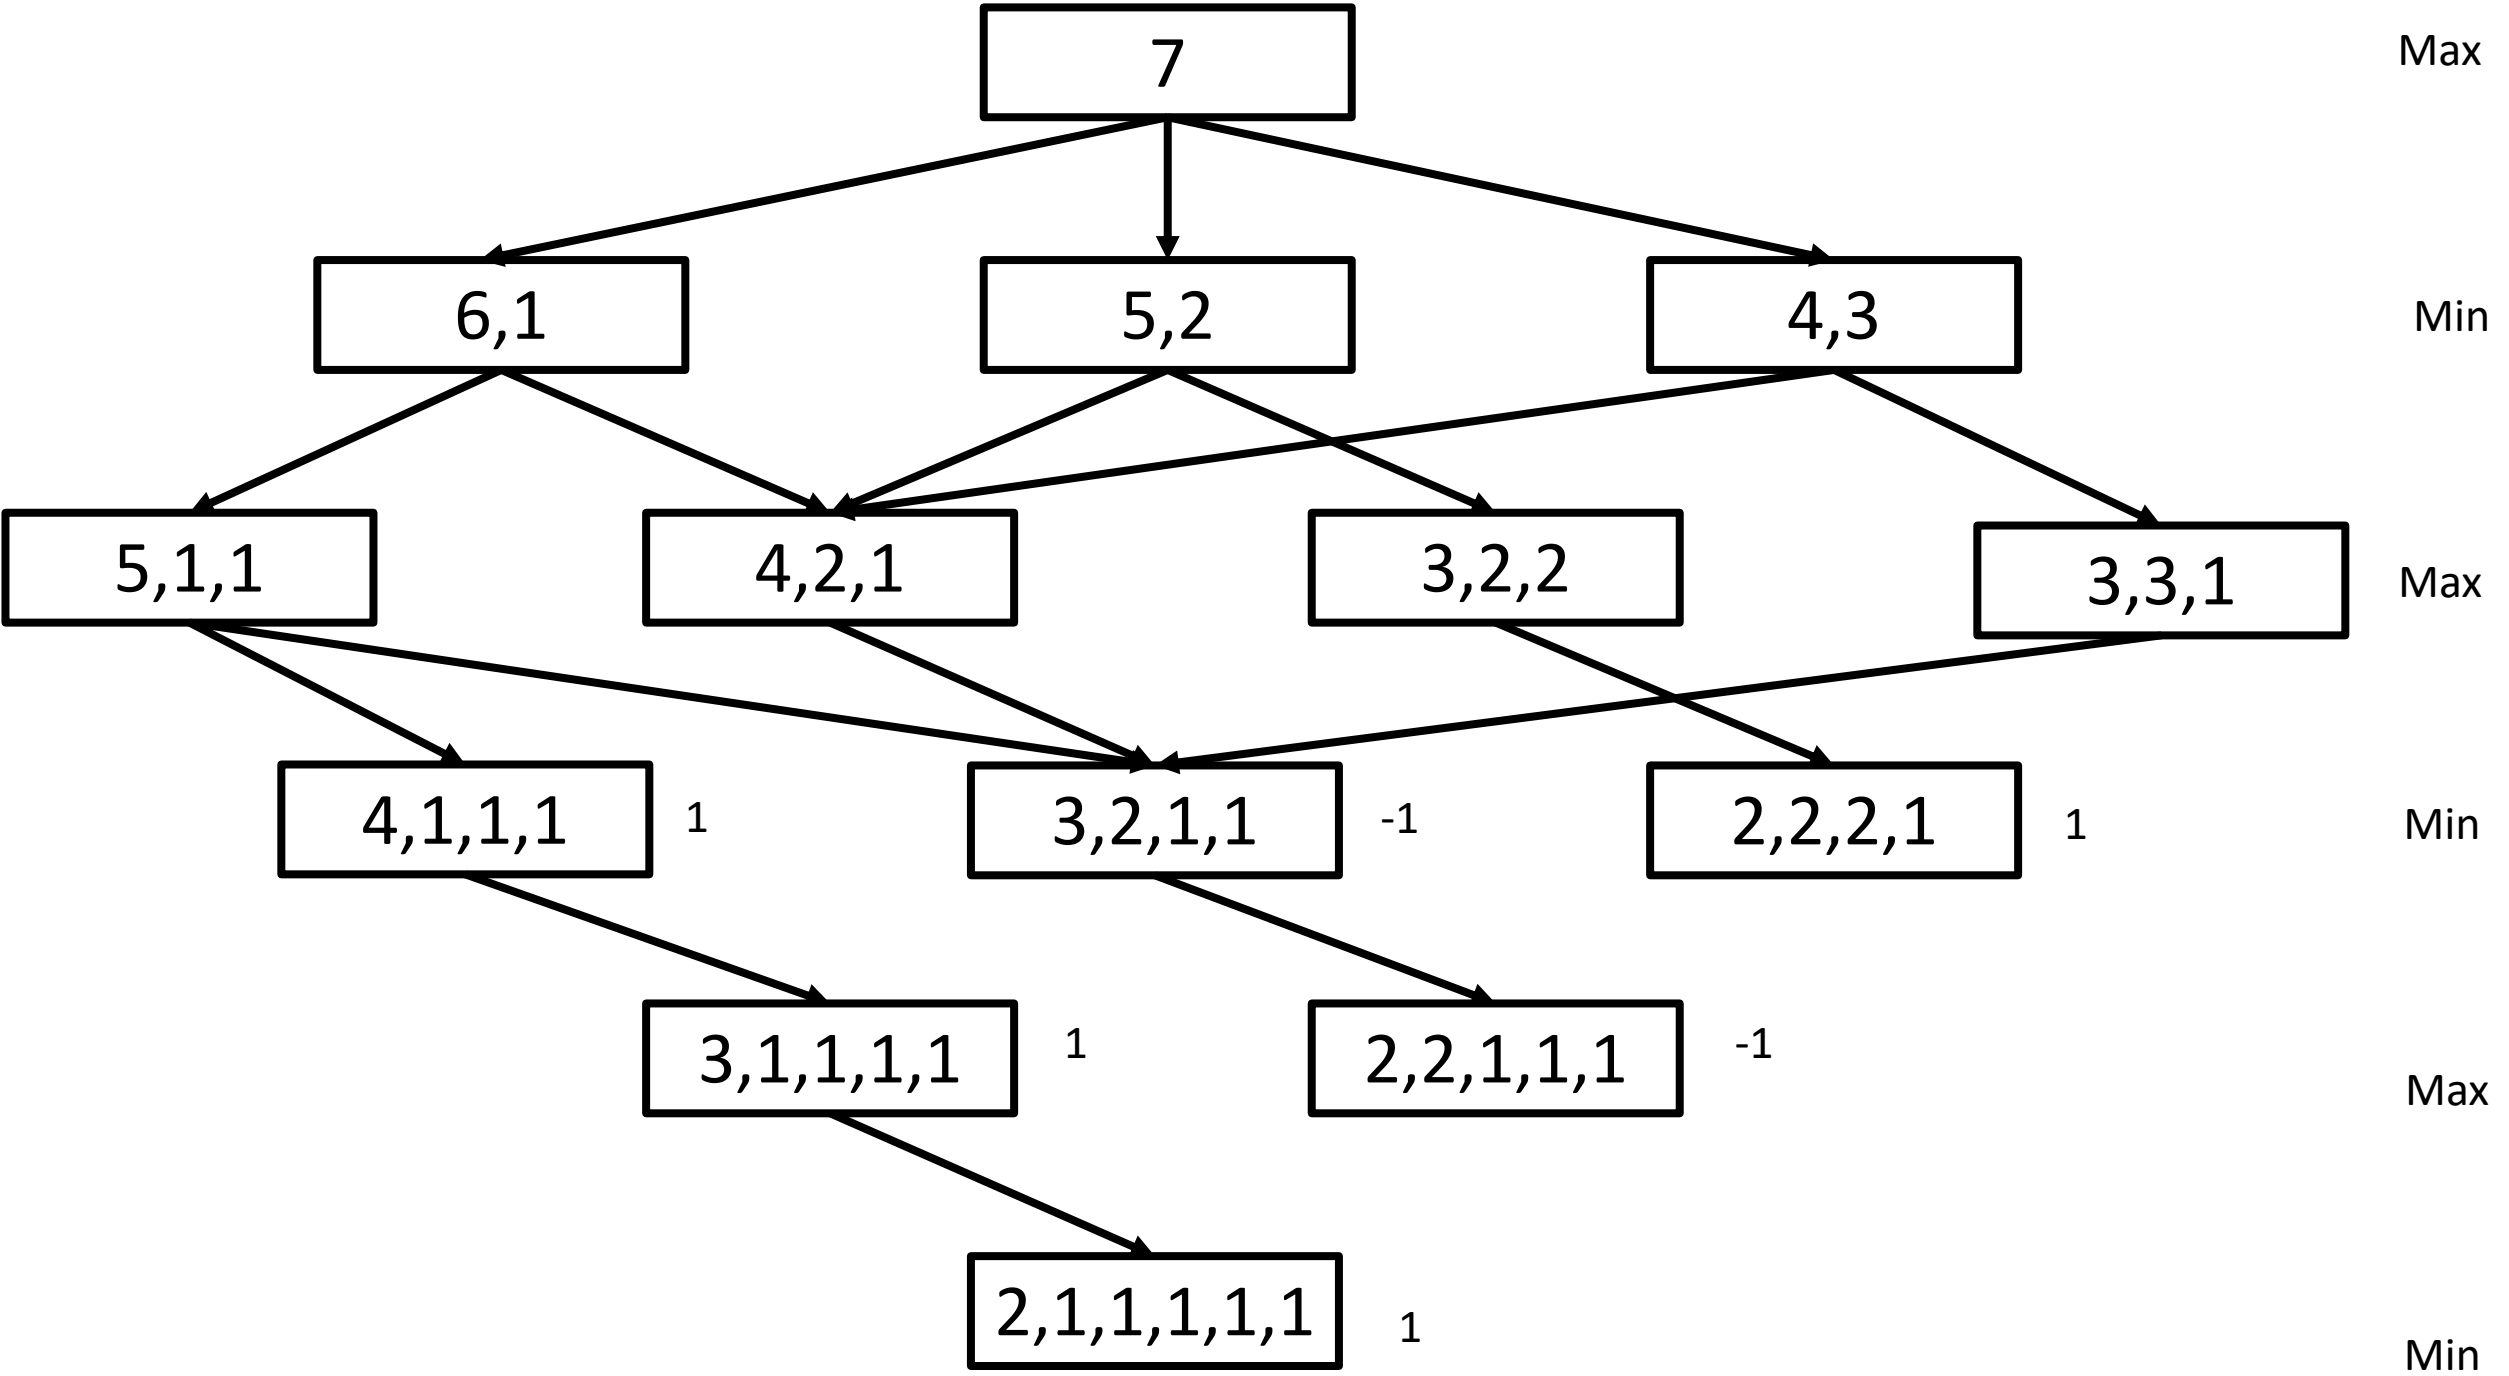 7 Max
6,1 5,2 4,3 Min
5,1,1 4,2,1 3,2,2 3,3,1 Max
4,1,1,1 1 3,2,1,1 -1 2,2,2,1 1 Min
3,1,1,1,1 1 2,2,1,1,1 -1 Max
2,1,1,1,1,1 1 Min